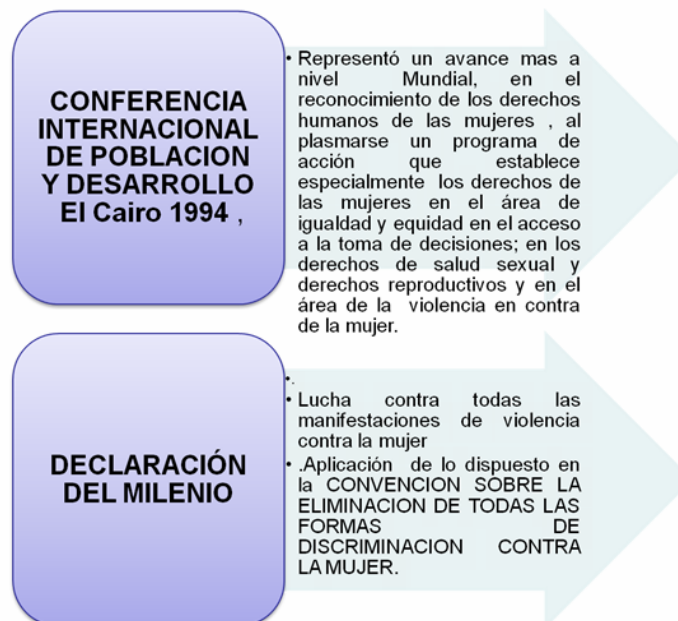 CONFERENCIA
INTERNACIONAL
DE POBLACION
Y DESARROLLO
El Cairo 1994 ,
• Representó un avance mas a
nivel Mundial, en el
reconocimiento de los derechos
humanos de las mujeres , al
plasmarse un programa de
acción que establece
especialmente los derechos de
las mujeres en el área de
igualdad y equidad en el acceso
a la toma de decisiones; en los
derechos de salud sexual y
derechos reproductivos y en el
área de la violencia en contra
de la mujer.
DECLARACIÓN
DEL MILENIO
• .
• Lucha contra todas las
manifestaciones de violencia
contra la mujer
• .Aplicación de lo dispuesto en
la CONVENCION SOBRE LA
ELIMINACION DE TODAS LAS
FORMAS DE
DISCRIMINACION CONTRA
LA MUJER.